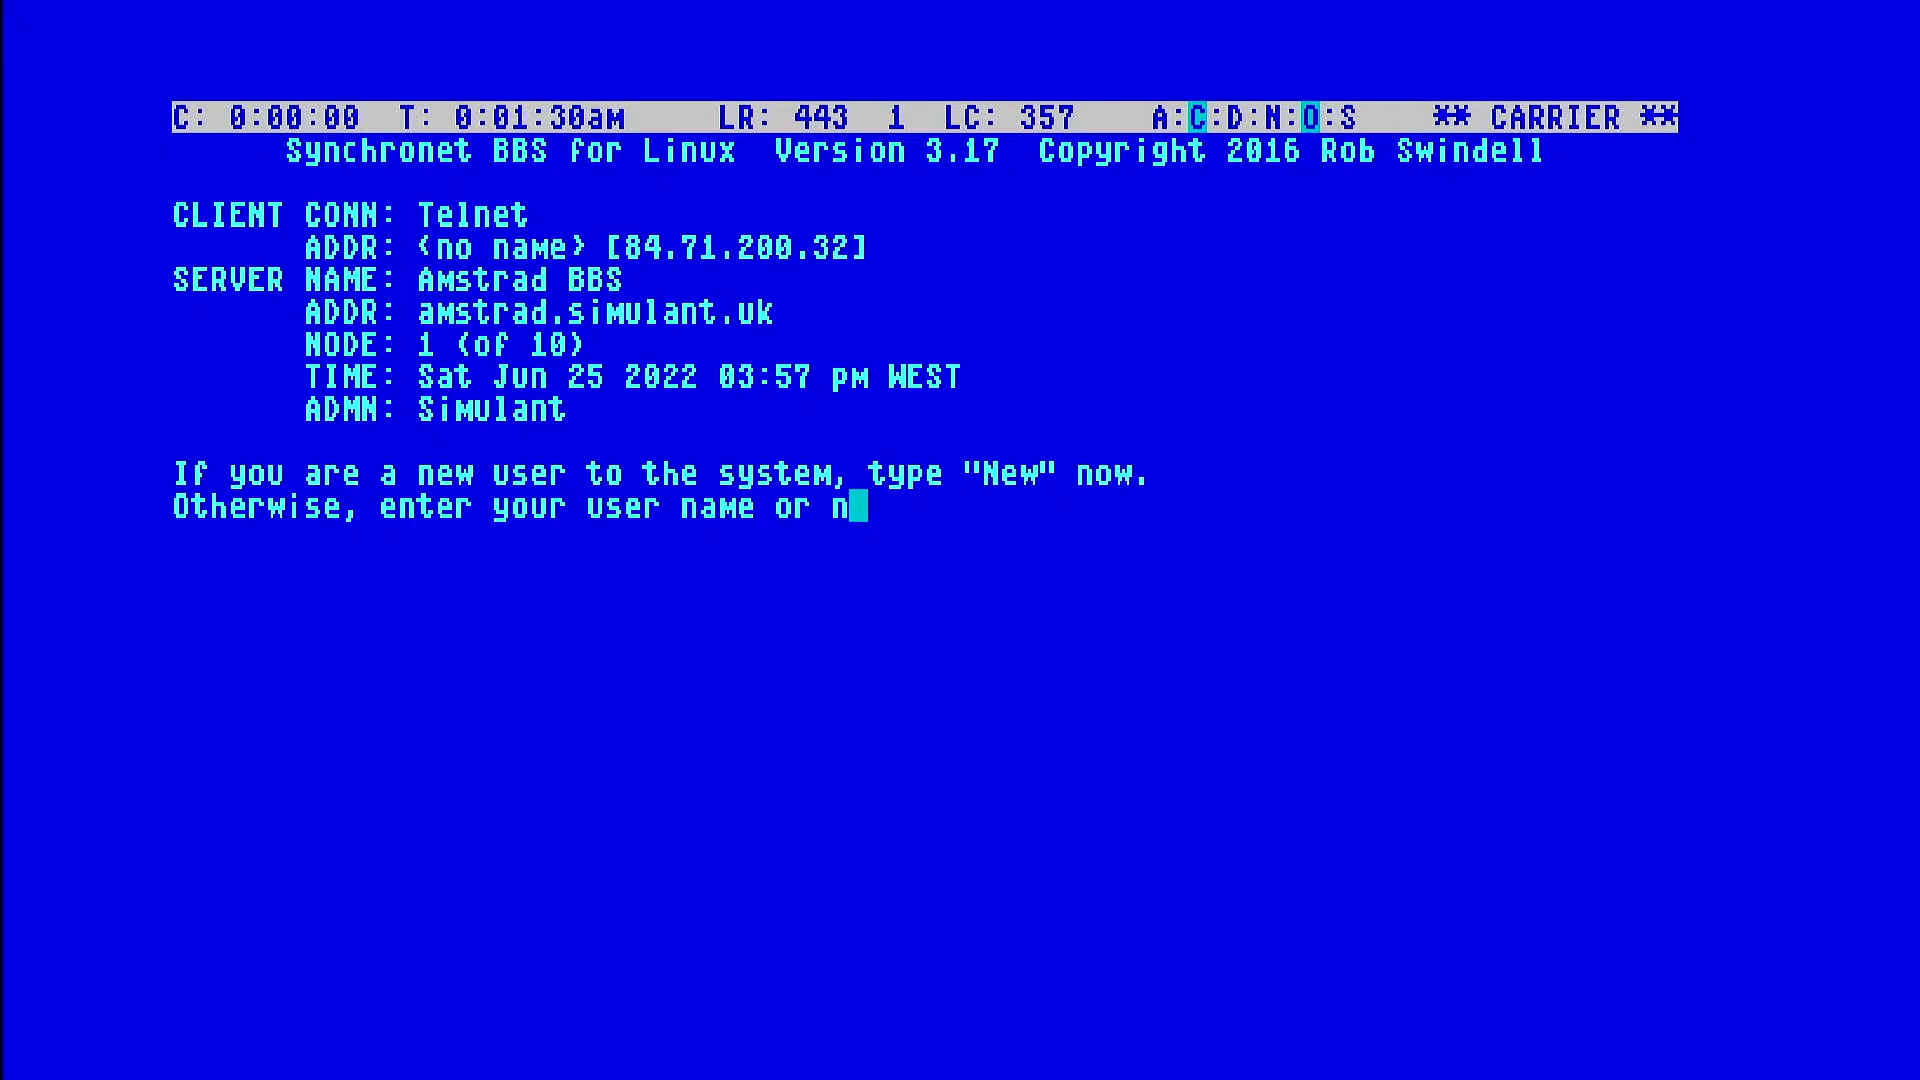 C: 0:00:00 T: 0:01:30am LR: 443 1 LC: 357 A:C:D:N:O:S ** CARRIER **
Synchronet BBS for Linux Version 3.17 Copyright 2016 Rob Swindell
CLIENT CONN: Telnet
ADDR: <no name> [84.71.200.32]
SERVER NAME: Amstrad BBS
ADDR: amstrad.simulant.uk
NODE: 1 (of 10)
TIME: Sat Jun 25 2022 03:57 pm WEST
ADMN: Simulant
If you are a new user to the system, type "New" now.
Otherwise, enter your user name or n